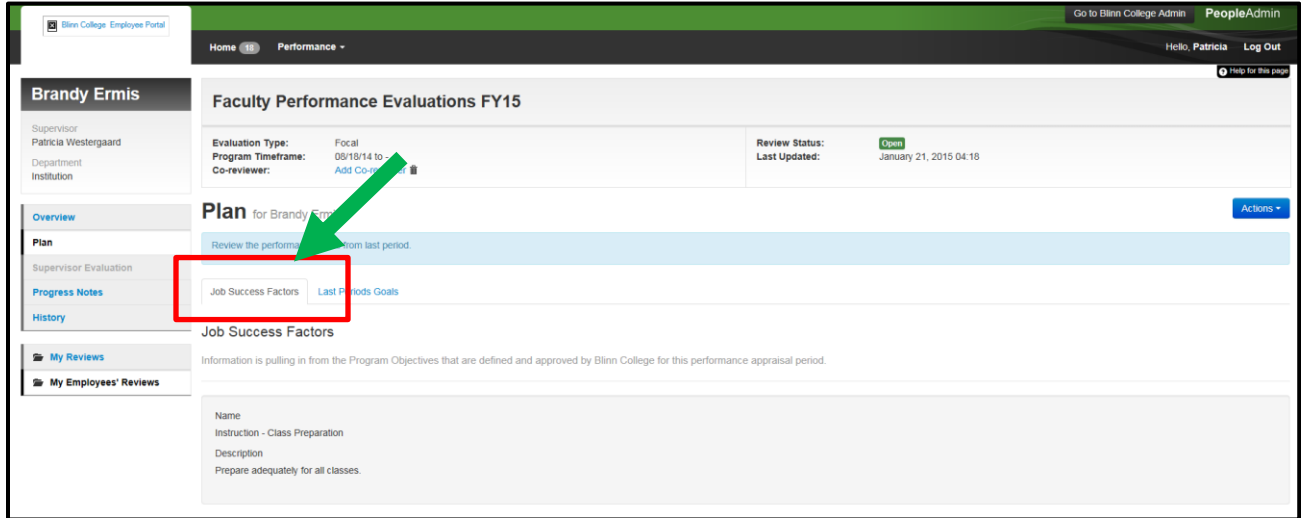 Blinn College Employee Portal
Go to Blinn College Admin PeopleAdmin
Home 18 Performance
Hello, Patricia Log Out
Help for this page
Brandy Ermis
Supervisor
Patricia Westergaard
Department
Institution
Overview
Plan
Supervisor Evaluation
Progress Notes
History
My Reviews
My Employees' Reviews
Faculty Performance Evaluations FY15
Evaluation Type: Focal
Program Timeframe: 08/18/14 to -
Co-reviewer: Add
Review Status: Open
Last Updated: January 21, 2015 04:18
Plan for Brandy
Actions
Review the from last period.
Job Success Factors Last Periods Goals
Job Success Factors
Information is pulling in from the Program Objectives that are defined and approved by Blinn College for this performance appraisal period.
Name
Instruction - Class Preparation
Description
Prepare adequately for all classes.